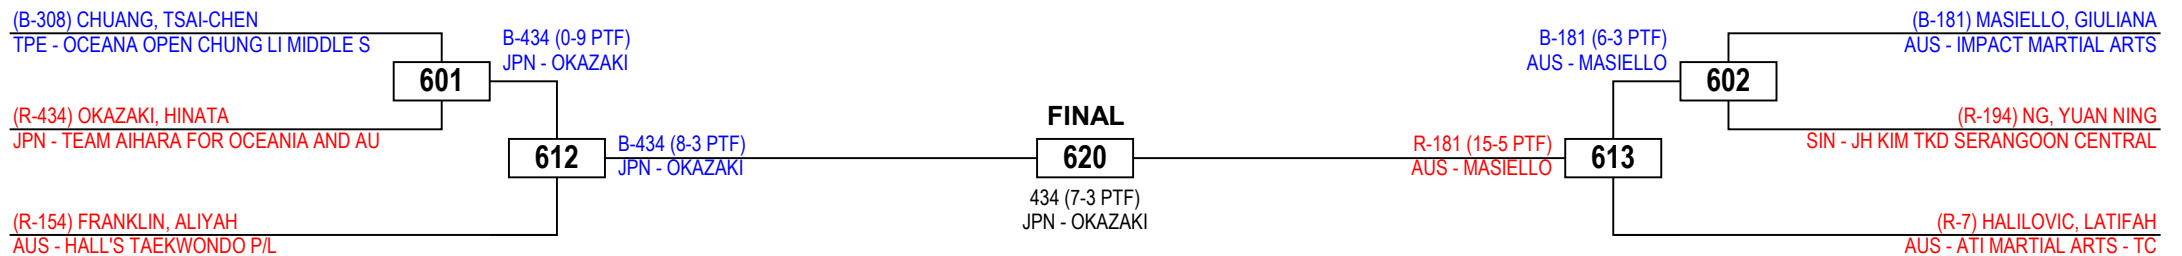 (B-308) CHUANG, TSAI-CHEN
TPE - OCEANA OPEN CHUNG LI MIDDLE S
601
(R-434) OKAZAKI, HINATA
JPN - TEAM AIHARA FOR OCEANIA AND AU
B-434 (0-9 PTF)
JPN - OKAZAKI
612
(R-154) FRANKLIN, ALIYAH
AUS - HALL'S TAEKWONDO P/L
B-434 (8-3 PTF)
JPN - OKAZAKI
FINAL
620
434 (7-3 PTF)
JPN - OKAZAKI
R-181 (15-5 PTF)
AUS - MASIELLO
613
B-181 (6-3 PTF)
AUS - MASIELLO
602
(B-181) MASIELLO, GIULIANA
AUS - IMPACT MARTIAL ARTS
(R-194) NG, YUAN NING
SIN - JH KIM TKD SERANGOON CENTRAL
(R-7) HALILOVIC, LATIFAH
AUS - ATI MARTIAL ARTS - TC